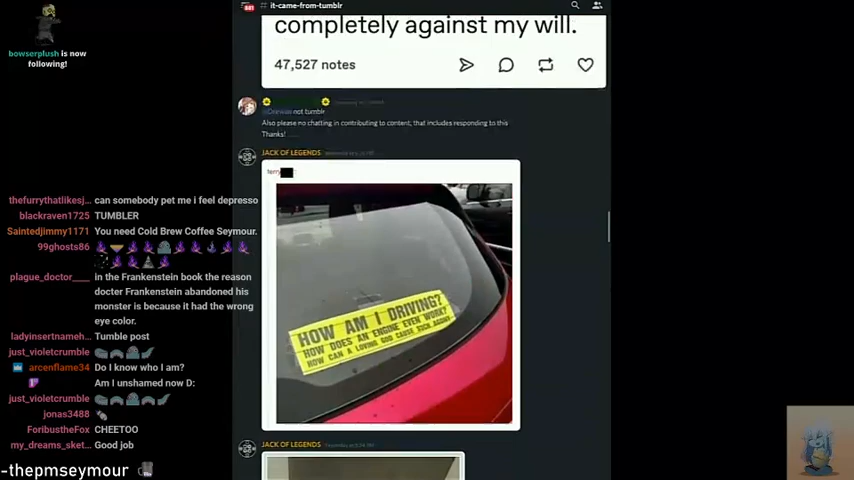 841
# it-came-from-tumblr
completely against my will.
47,527 notes
bowserplush is now
following!
not tumblr
Also please no chatting in contributing to content, that includes responding to this
Thanks!
JACK OF LEGENDS
terry
HOW AM I DRIVING?
HOW DOES AN ENGINE EVEN WORK?
HOW CAN A LOVING GOD CAUSE SUCH AGONY
JACK OF LEGENDS
thefurrythatlikesj... can somebody pet me i feel depresso
blackraven1725 TUMBLER
Saintedjimmy1171 You need Cold Brew Coffee Seymour.
99ghosts86
plague_doctor____ in the Frankenstein book the reason
docter Frankenstein abandoned his
monster is because it had the wrong
eye color.
ladyinsertnameh... Tumble post
just_violetcrumble
arcenflame34 Do I know who I am?
Am I unshamed now D:
just_violetcrumble
jonas3488
ForibustheFox CHEETOO
my_dreams_sket... Good job
-thepmseymour